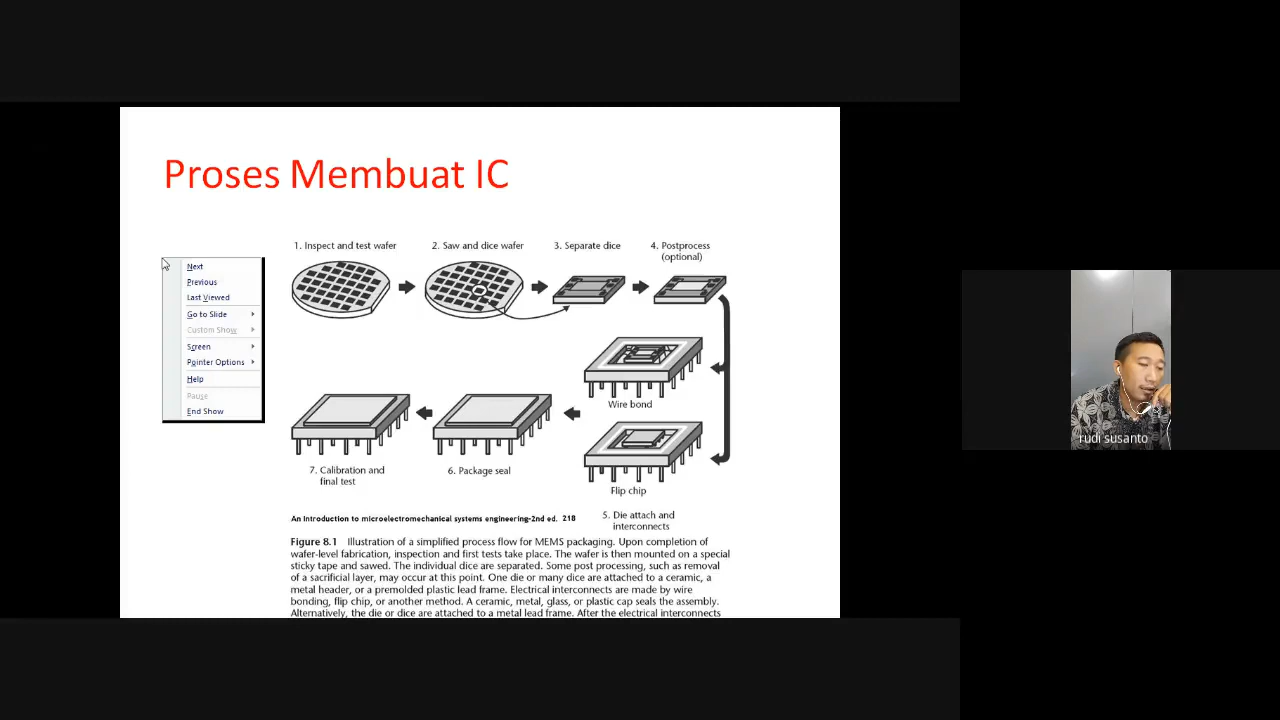 Proses Membuat IC
1. Inspect and test wafer
2. Saw and dice wafer
3. Separate dice
4. Postprocess
(optional)
Next
Previous
Last Viewed
Go to Slide
Custom Show
Screen
Pointer Options
Help
Pause
End Show
Wire bond
7. Calibration and
final test
6. Package seal
Flip chip
5. Die attach and
interconnects
An Introduction to microelectromechanical systems engineering-2nd ed. 218
Figure 8.1 Illustration of a simplified process flow for MEMS packaging. Upon completion of
wafer-level fabrication, inspection and first tests take place. The wafer is then mounted on a special
sticky tape and sawed. The individual dice are separated. Some post processing, such as removal
of a sacrificial layer, may occur at this point. One die or many dice are attached to a ceramic, a
metal header, or a premolded plastic lead frame. Electrical interconnects are made by wire
bonding, flip chip, or another method. A ceramic, metal, glass, or plastic cap seals the assembly.
Alternatively, the die or dice are attached to a metal lead frame. After the electrical interconnects
rudi susanto